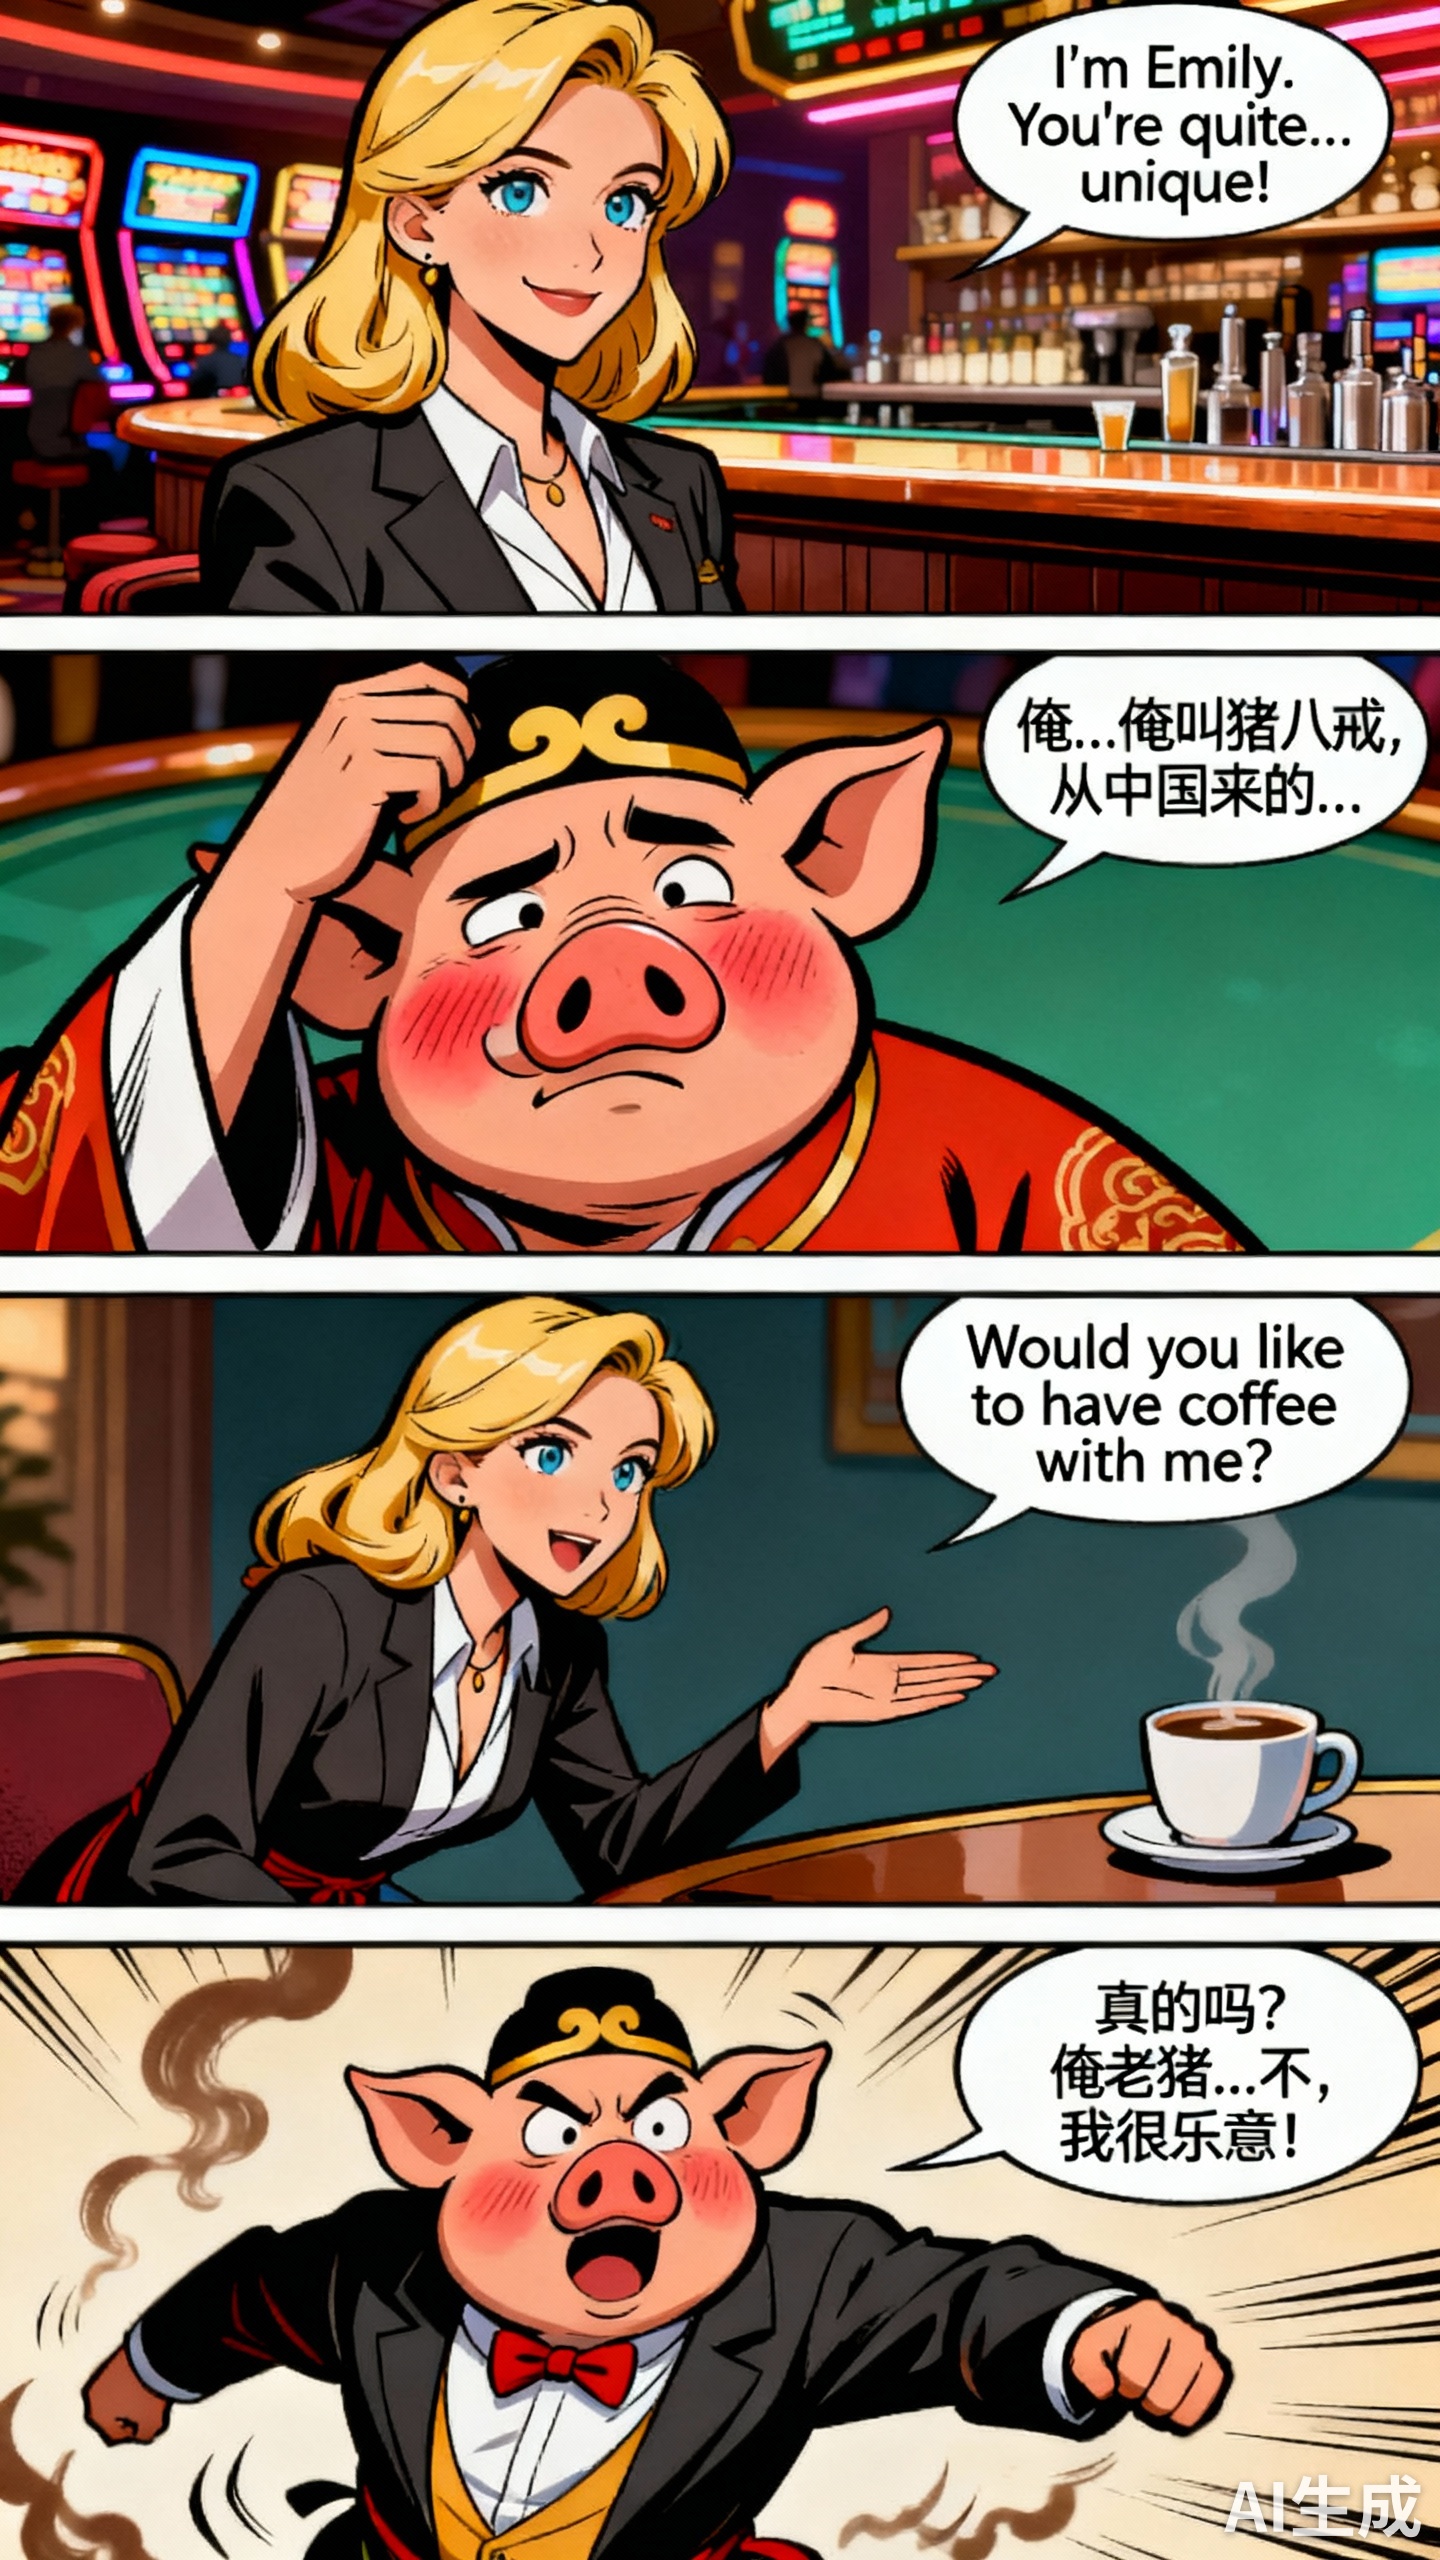 I'm Emily.
You're quite...
unique!
俺...俺叫猪八戒,
从中国来的...
Would you like
to have coffee
with me?
真的吗?
俺老猪...不,
我很乐意!
AI生成